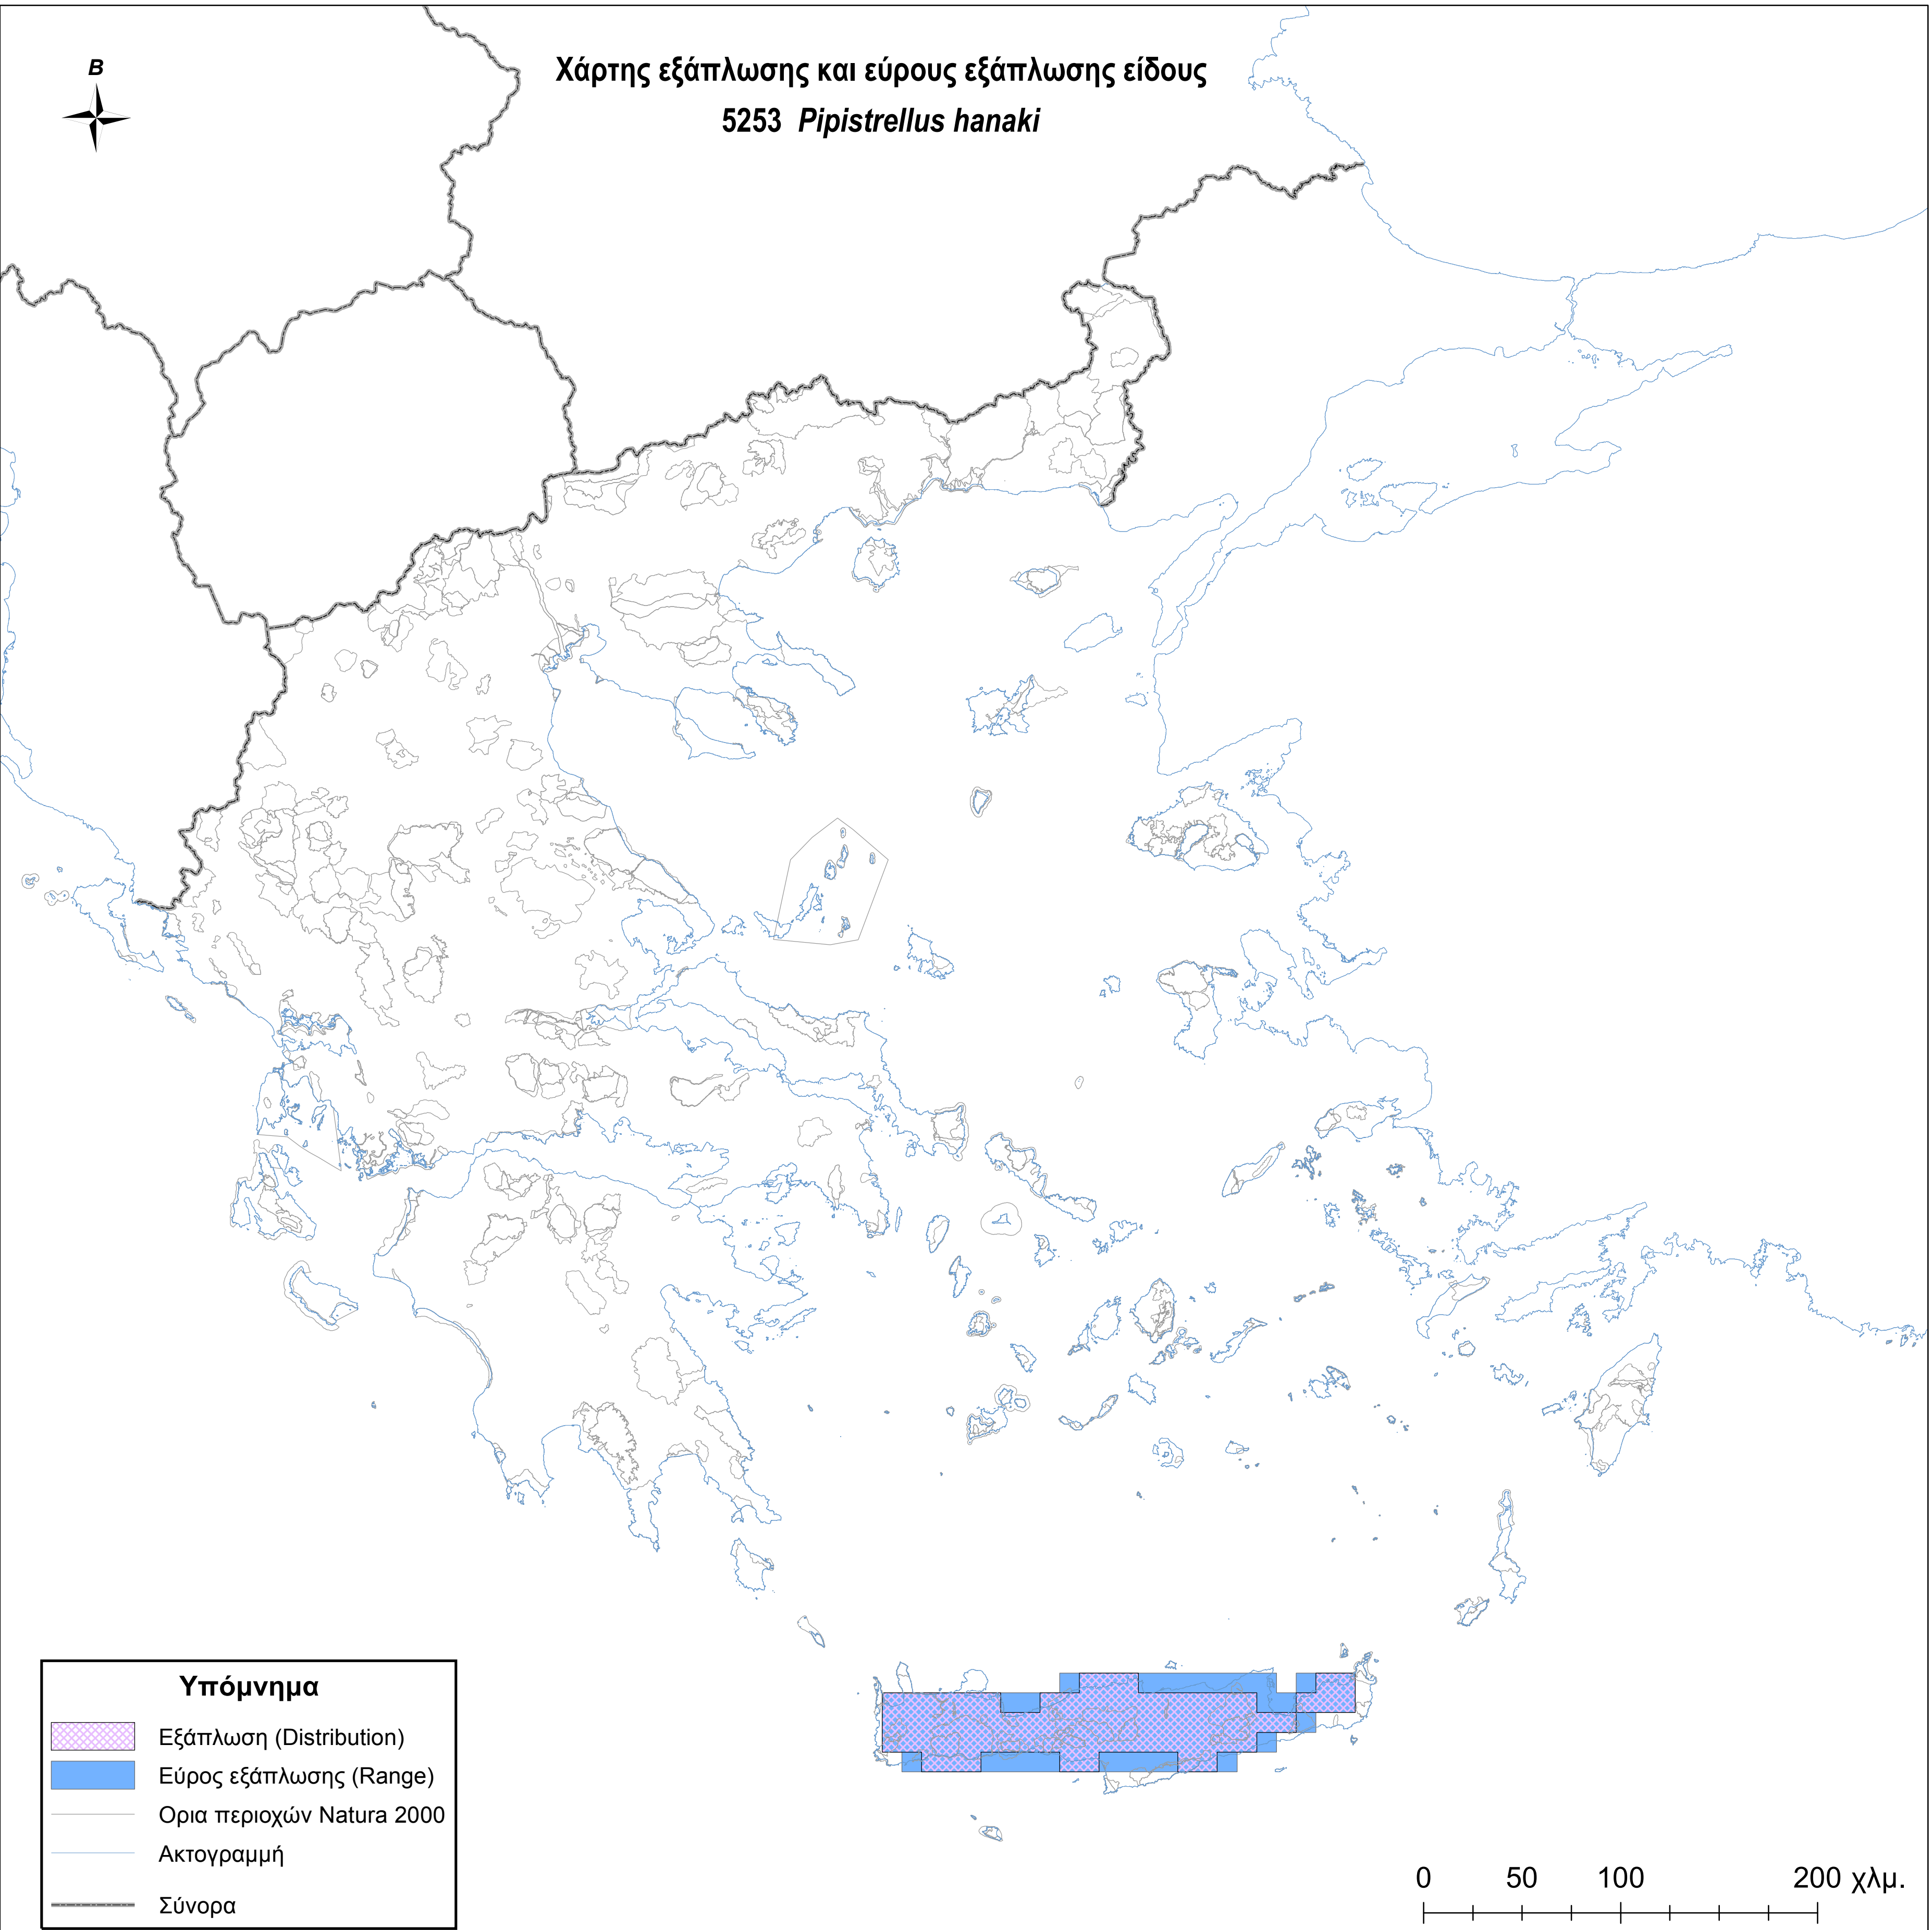 Β
Χάρτης εξάπλωσης και εύρους εξάπλωσης είδους
5253 Pipistrellus hanaki
Υπόμνημα
Εξάπλωση (Distribution)
Εύρος εξάπλωσης (Range)
Ορια περιοχών Natura 2000
Ακτογραμμή
Σύνορα
0 50 100 200 χλμ.